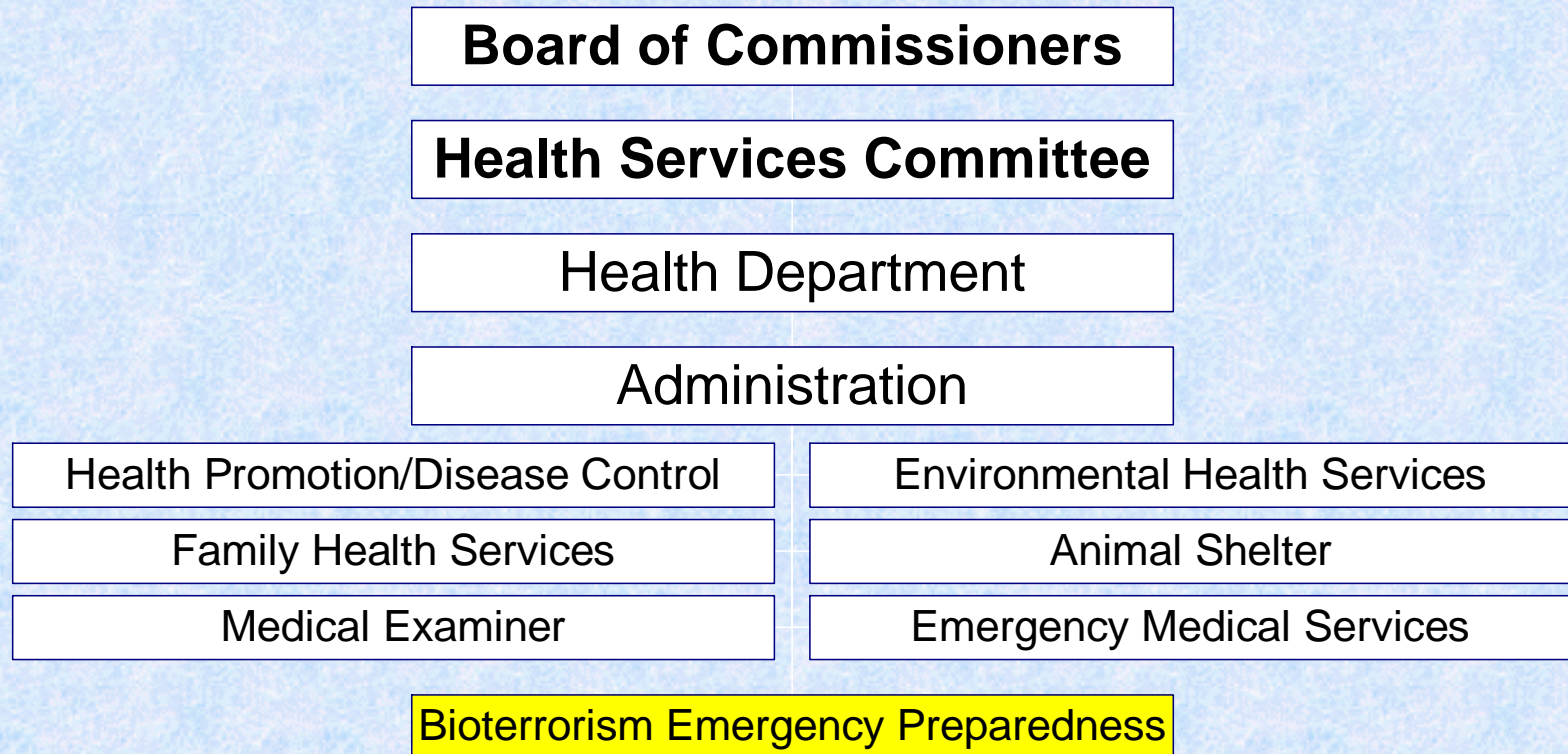 Board of Commissioners
Health Services Committee
Health Department
Administration
Health Promotion/Disease Control
Environmental Health Services
Family Health Services
Animal Shelter
Medical Examiner
Emergency Medical Services
Bioterrorism Emergency Preparedness